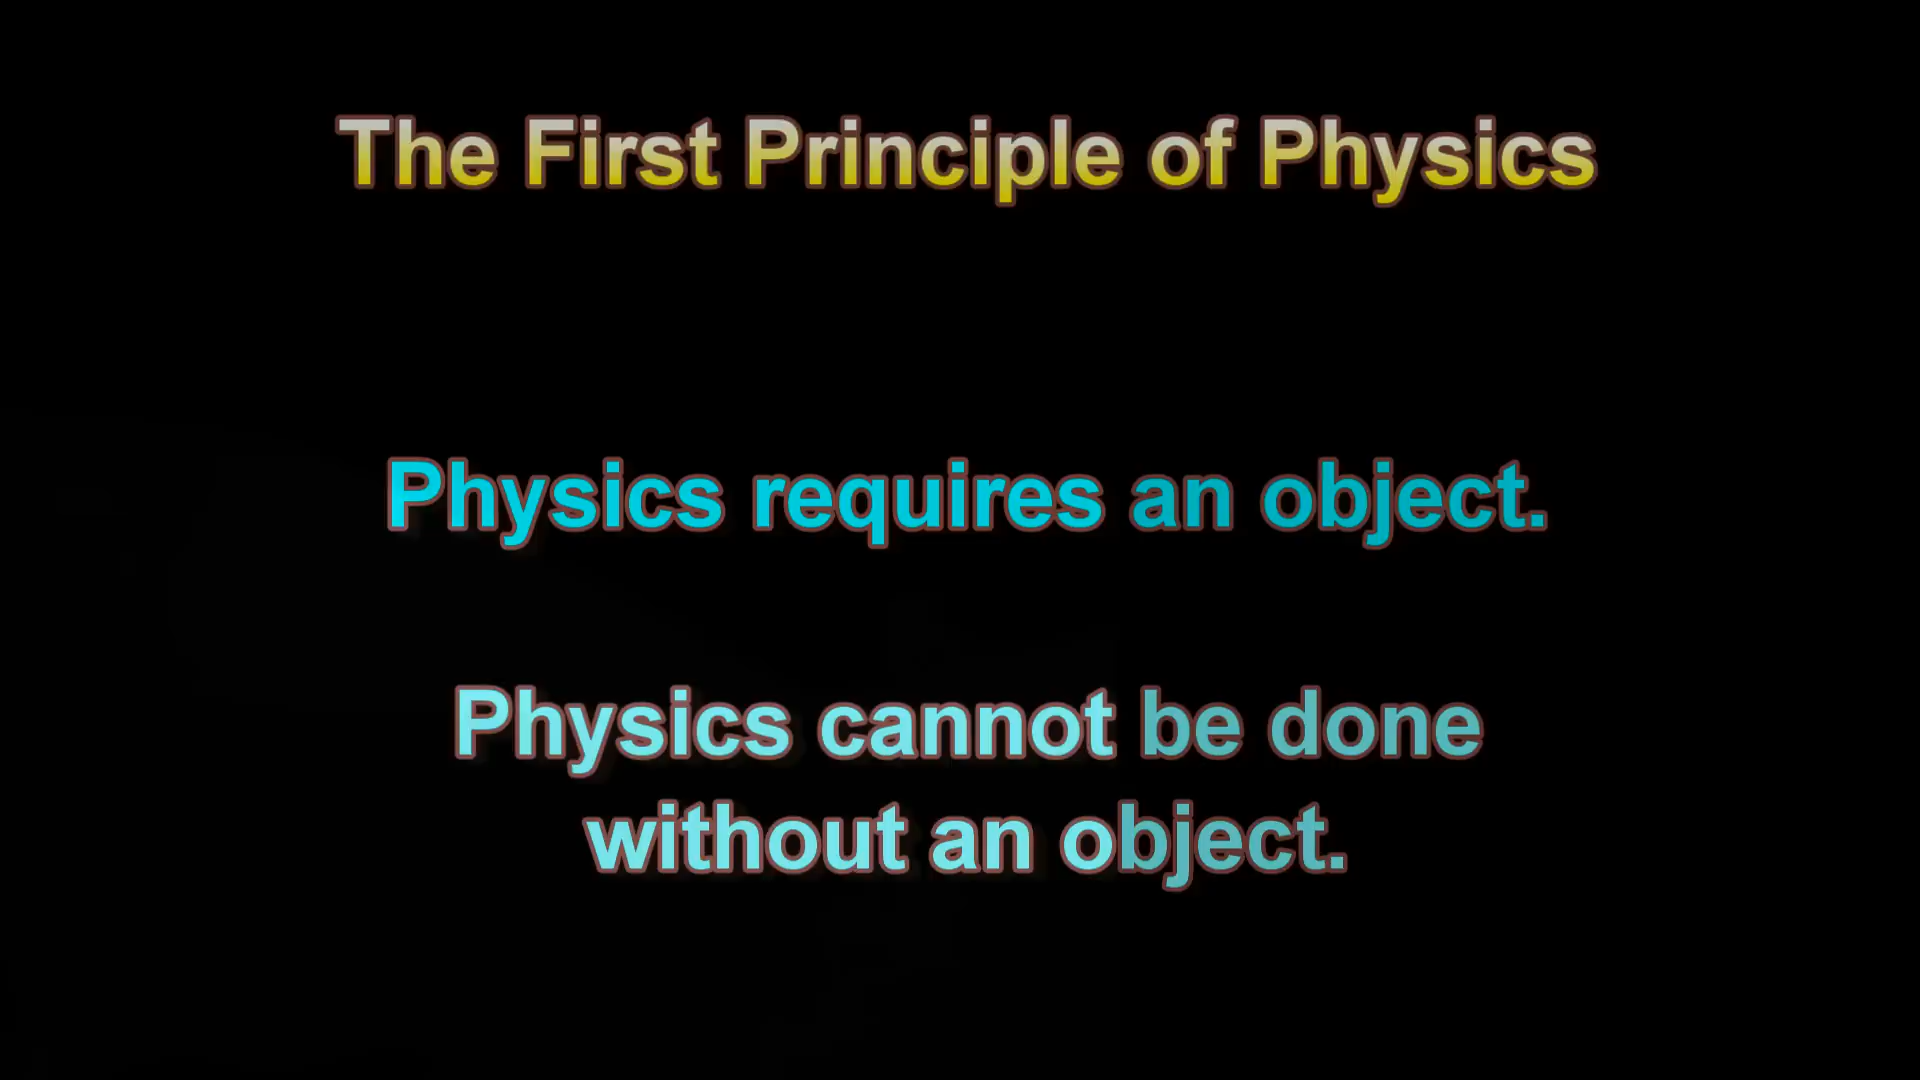 The First Principle of Physics
Physics requires an object.
Physics cannot be done
without an object.